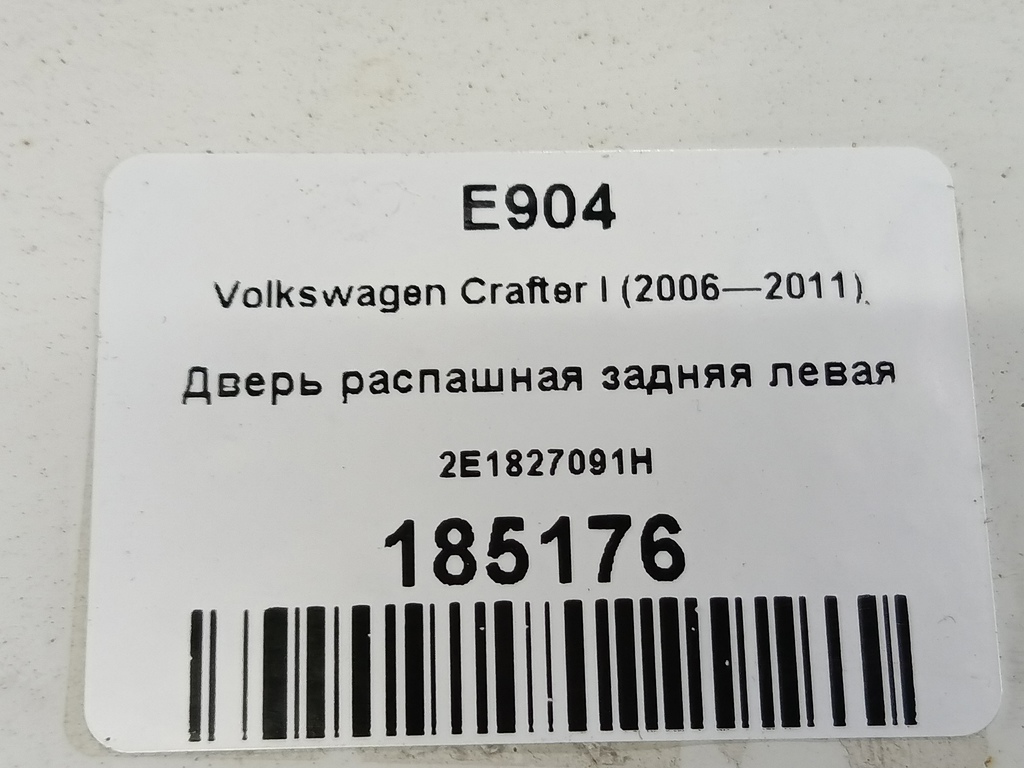 E904
Volkswagen Crafter I (2006—2011).
Дверь распашная задняя левая
2E1827091H
185176